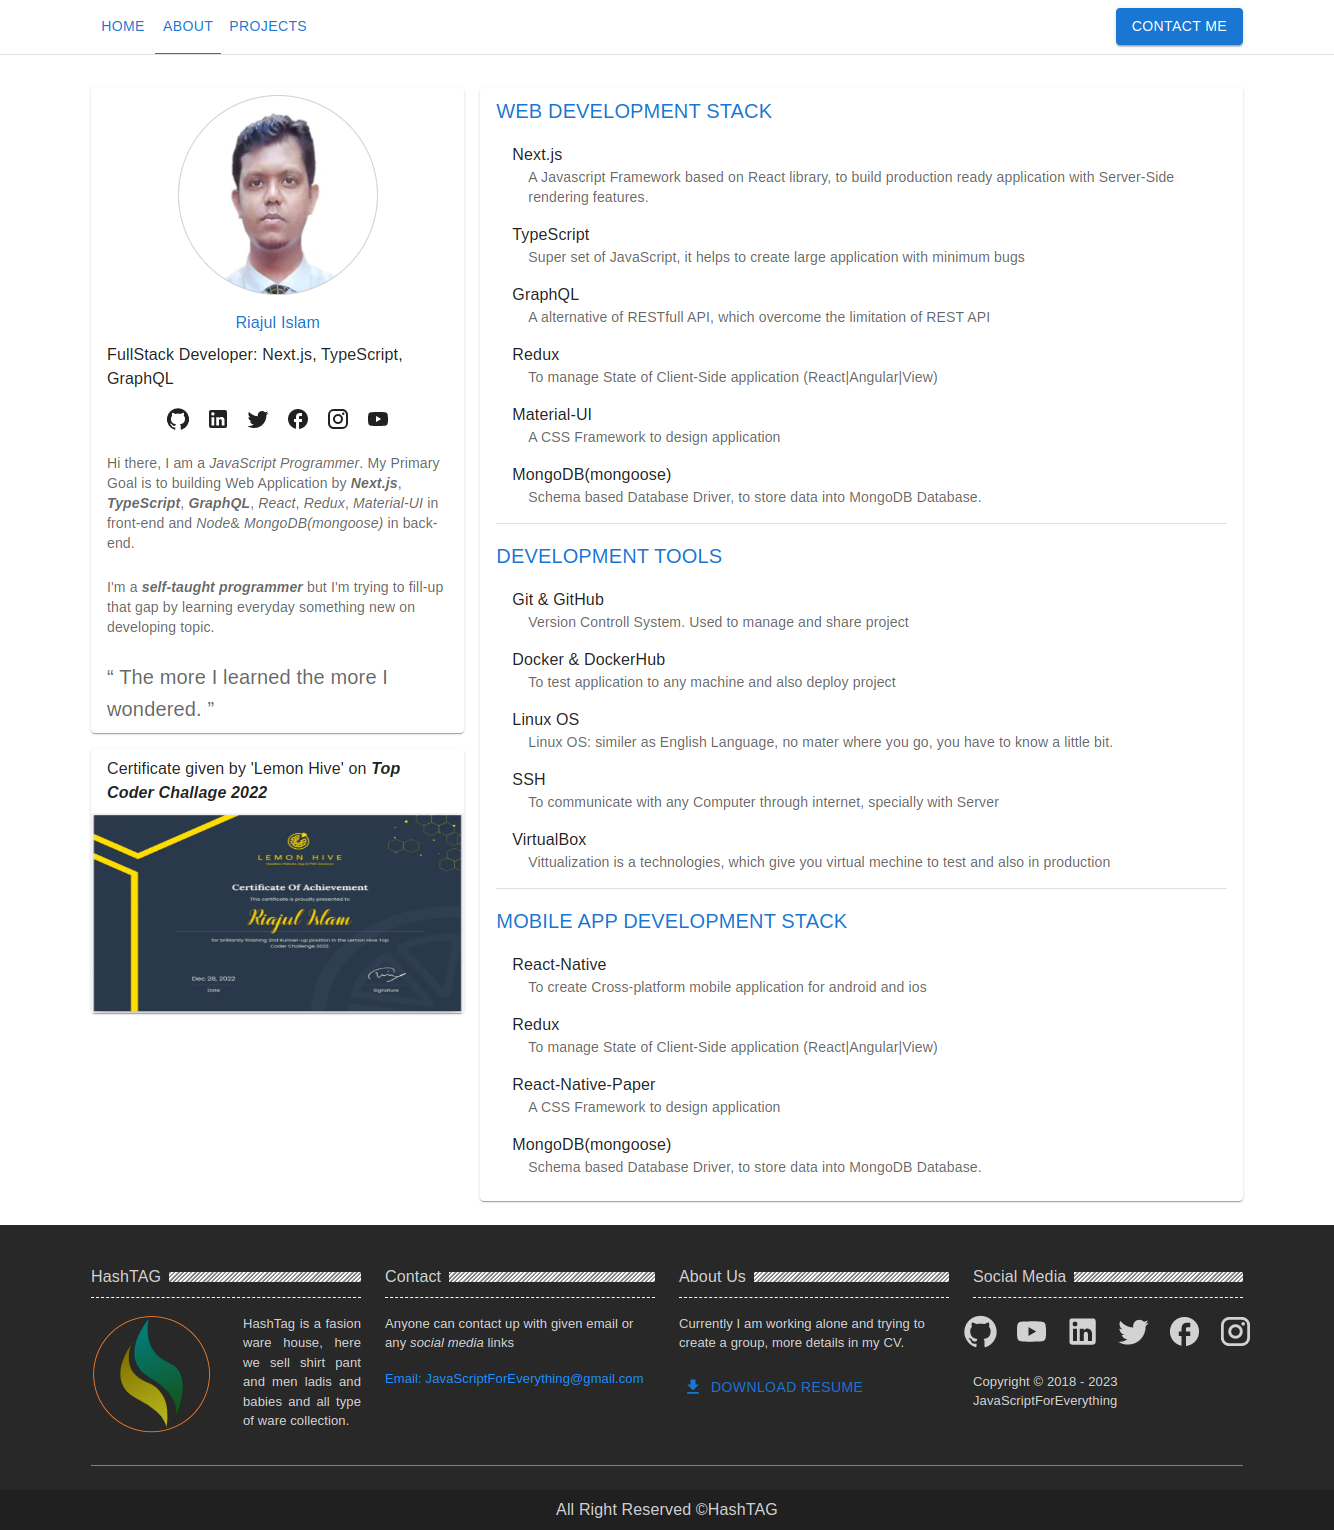 HOME ABOUT PROJECTS CONTACT ME
Riajul Islam
FullStack Developer: Next.js, TypeScript,
GraphQL
Hi there, I am a JavaScript Programmer. My Primary
Goal is to building Web Application by Next.js,
TypeScript, GraphQL, React, Redux, Material-UI in
front-end and Node& MongoDB(mongoose) in back-
end.
I'm a self-taught programmer but I'm trying to fill-up
that gap by learning everyday something new on
developing topic.
“ The more I learned the more I
wondered. ”
Certificate given by 'Lemon Hive' on Top
Coder Challage 2022
LEMON HIVE
Certificate Of Achievement
This certificate is proudly presented to
Riajul Islam
for brilliantly finishing 2nd Runner-up position in the Lemon Hive Top
Coder Challenge 2022
Dec 28, 2022
Date
Signature
WEB DEVELOPMENT STACK
Next.js
A Javascript Framework based on React library, to build production ready application with Server-Side
rendering features.
TypeScript
Super set of JavaScript, it helps to create large application with minimum bugs
GraphQL
A alternative of RESTfull API, which overcome the limitation of REST API
Redux
To manage State of Client-Side application (React|Angular|View)
Material-UI
A CSS Framework to design application
MongoDB(mongoose)
Schema based Database Driver, to store data into MongoDB Database.
DEVELOPMENT TOOLS
Git & GitHub
Version Controll System. Used to manage and share project
Docker & DockerHub
To test application to any machine and also deploy project
Linux OS
Linux OS: similer as English Language, no mater where you go, you have to know a little bit.
SSH
To communicate with any Computer through internet, specially with Server
VirtualBox
Vittualization is a technologies, which give you virtual mechine to test and also in production
MOBILE APP DEVELOPMENT STACK
React-Native
To create Cross-platform mobile application for android and ios
Redux
To manage State of Client-Side application (React|Angular|View)
React-Native-Paper
A CSS Framework to design application
MongoDB(mongoose)
Schema based Database Driver, to store data into MongoDB Database.
HashTAG
HashTag is a fasion
ware house, here
we sell shirt pant
and men ladis and
babies and all type
of ware collection.
Contact
Anyone can contact up with given email or
any social media links
Email: JavaScriptForEverything@gmail.com
About Us
Currently I am working alone and trying to
create a group, more details in my CV.
DOWNLOAD RESUME
Social Media
Copyright © 2018 - 2023
JavaScriptForEverything
All Right Reserved ©HashTAG